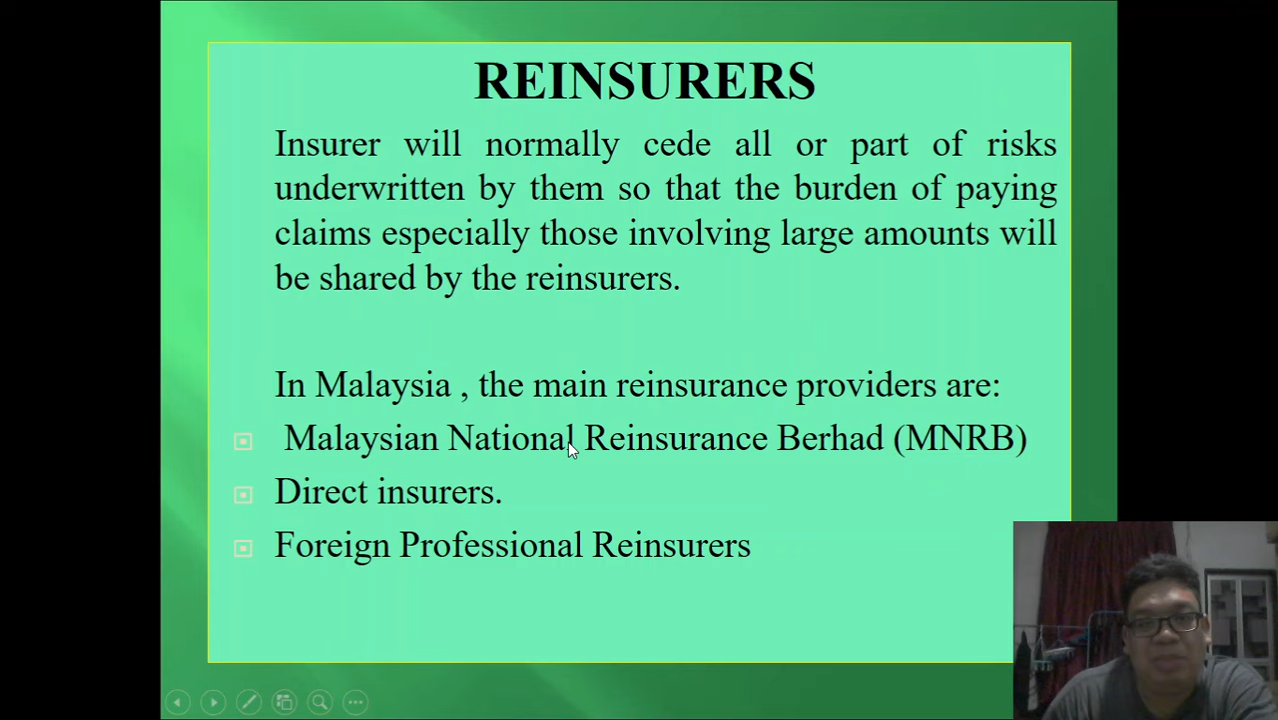 REINSURERS
Insurer will normally cede all or part of risks
underwritten by them so that the burden of paying
claims especially those involving large amounts will
be shared by the reinsurers.
In Malaysia , the main reinsurance providers are:
Malaysian National Reinsurance Berhad (MNRB)
Direct insurers.
Foreign Professional Reinsurers